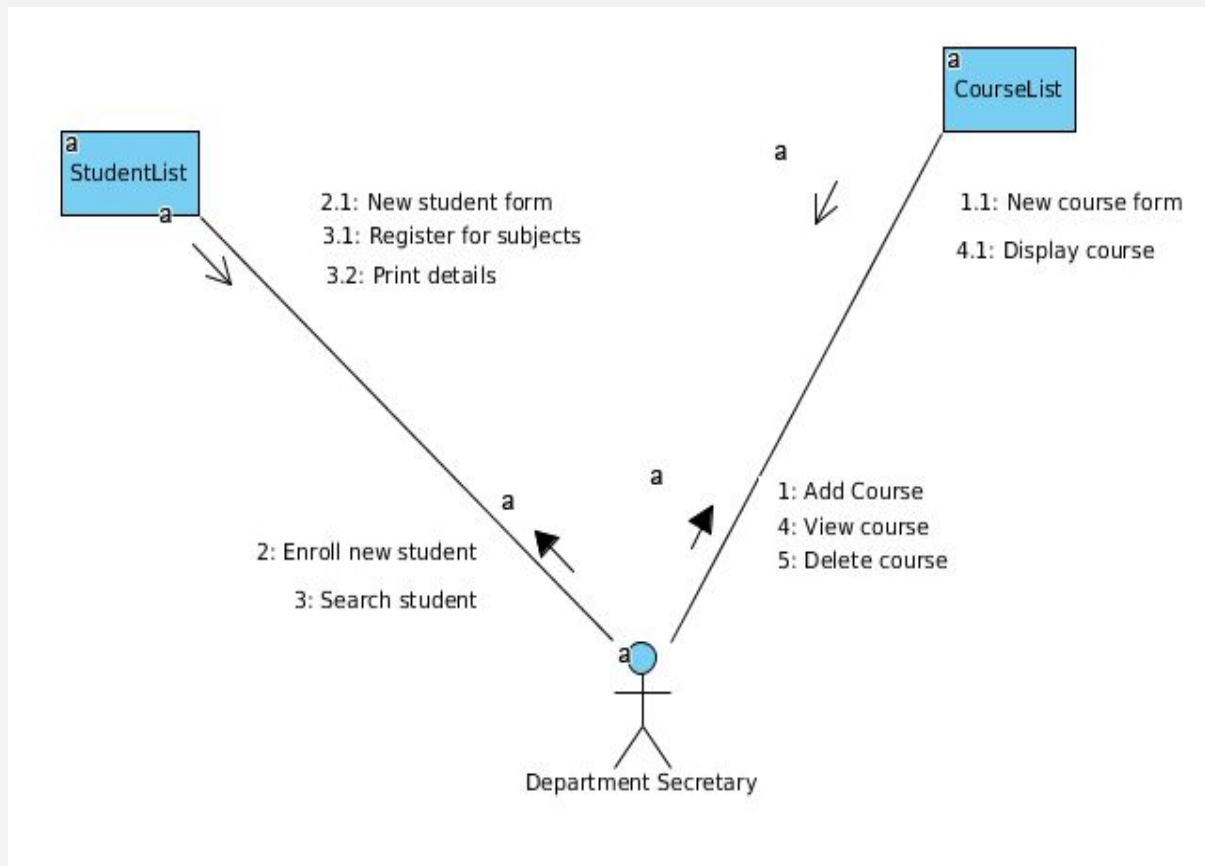 a
CourseList
a
StudentList
a
a
2.1: New student form
3.1: Register for subjects
3.2: Print details
1.1: New course form
4.1: Display course
a
a
1: Add Course
4: View course
5: Delete course
2: Enroll new student
3: Search student
a
Department Secretary